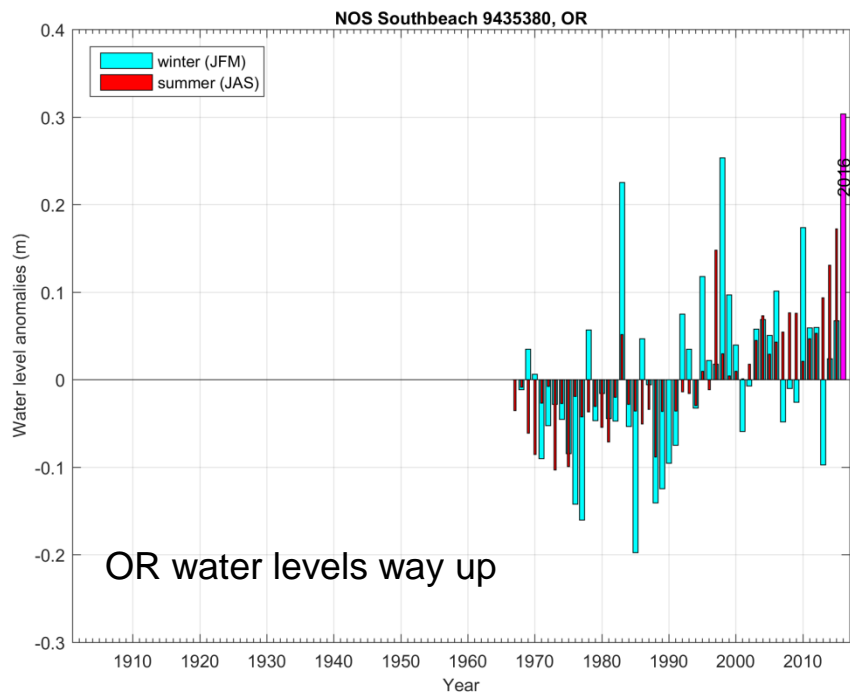 NOS Southbeach 9435380, OR
0.4
winter (JFM)
summer (JAS)
0.3
2016
0.2
0.1
0
-0.1
-0.2
-0.3
Water level anomalies (m)
OR water levels way up
1910 1920 1930 1940 1950 1960 1970 1980 1990 2000 2010
Year